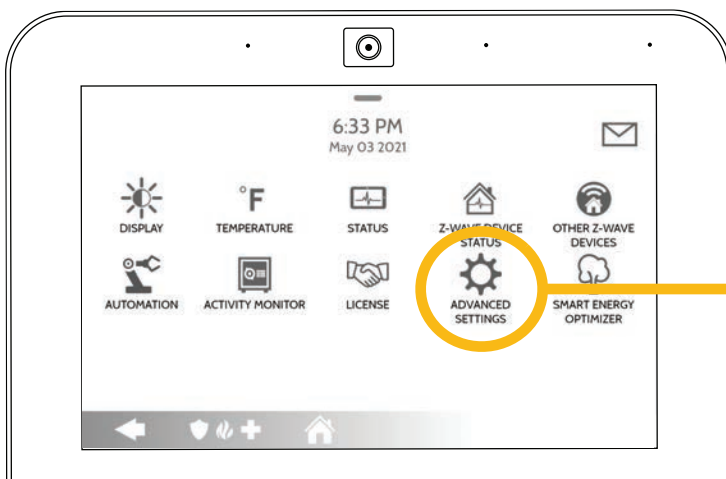 6:33 PM
May 03 2021
DISPLAY
°F
TEMPERATURE
STATUS
Z-WAVE DEVICE
STATUS
OTHER Z-WAVE
DEVICES
AUTOMATION
ACTIVITY MONITOR
LICENSE
ADVANCED
SETTINGS
SMART ENERGY
OPTIMIZER